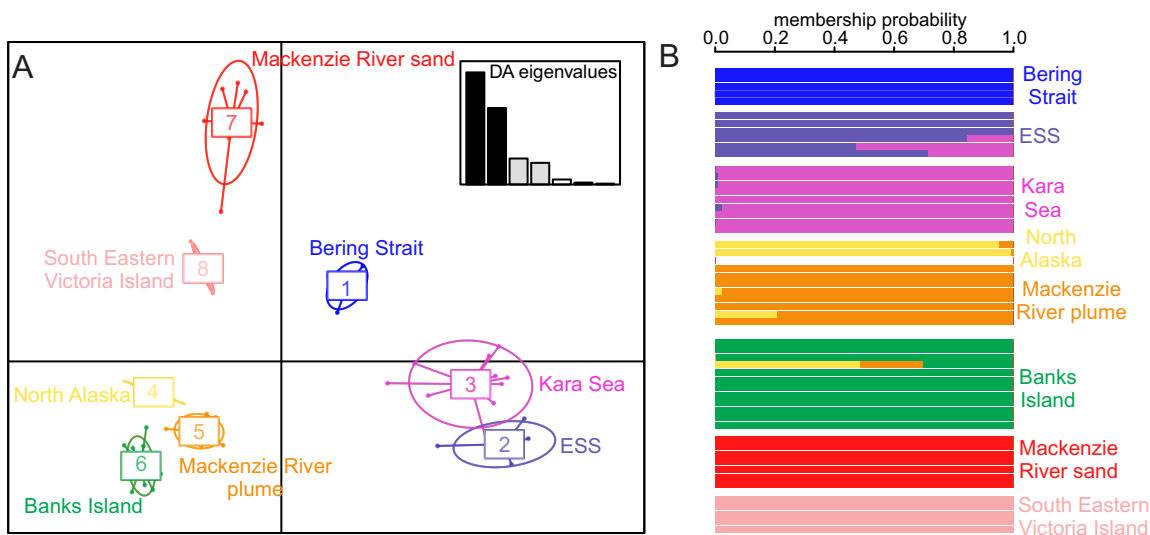 A
Mackenzie River sand
DA eigenvalues
7
South Eastern
Victoria Island
8
Bering Strait
1
North Alaska
4
3
Kara Sea
5
2
ESS
6
Mackenzie River
plume
Banks Island
B
membership probability
0.0 0.2 0.4 0.6 0.8 1.0
Bering
Strait
ESS
Kara
Sea
North
Alaska
Mackenzie
River plume
Banks
Island
Mackenzie
River sand
South Eastern
Victoria Island